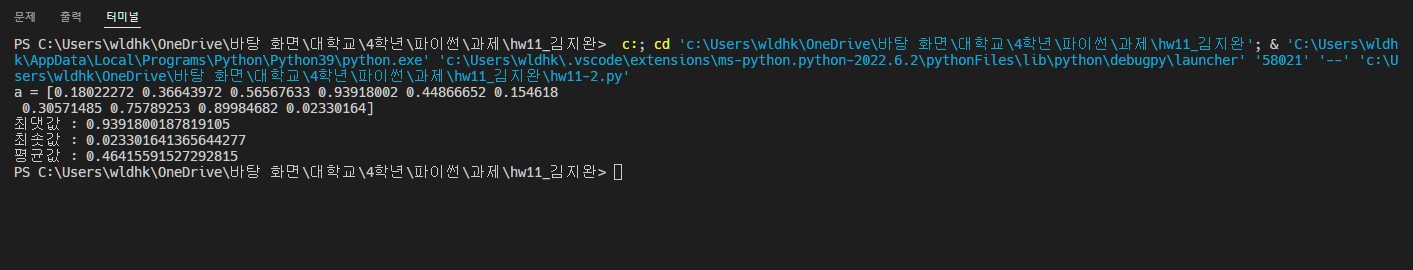 문제 출력 터미널
PS C:\Users\wldhk\OneDrive\바탕 화면\대학교\4학년\파이썬\과제\hw11_김지완>  c:; cd 'c:\Users\wldhk\OneDrive\바탕 화면\대학교\4학년\파이썬\과제\hw11_김지완'; & 'C:\Users\wldh
k\AppData\Local\Programs\Python\Python39\python.exe' 'c:\Users\wldhk\.vscode\extensions\ms-python.python-2022.6.2\pythonFiles\lib\python\debugpy\launcher' '58021' '--' 'c:\U
sers\wldhk\OneDrive\바탕 화면\대학교\4학년\파이썬\과제\hw11_김지완\hw11-2.py'
a = [0.18022272 0.36643972 0.56567633 0.93918002 0.44866652 0.154618
 0.30571485 0.75789253 0.89984682 0.02330164]
최댓값 : 0.9391800187819105
최솟값 : 0.023301641365644277
평균값 : 0.46415591527292815
PS C:\Users\wldhk\OneDrive\바탕 화면\대학교\4학년\파이썬\과제\hw11_김지완>